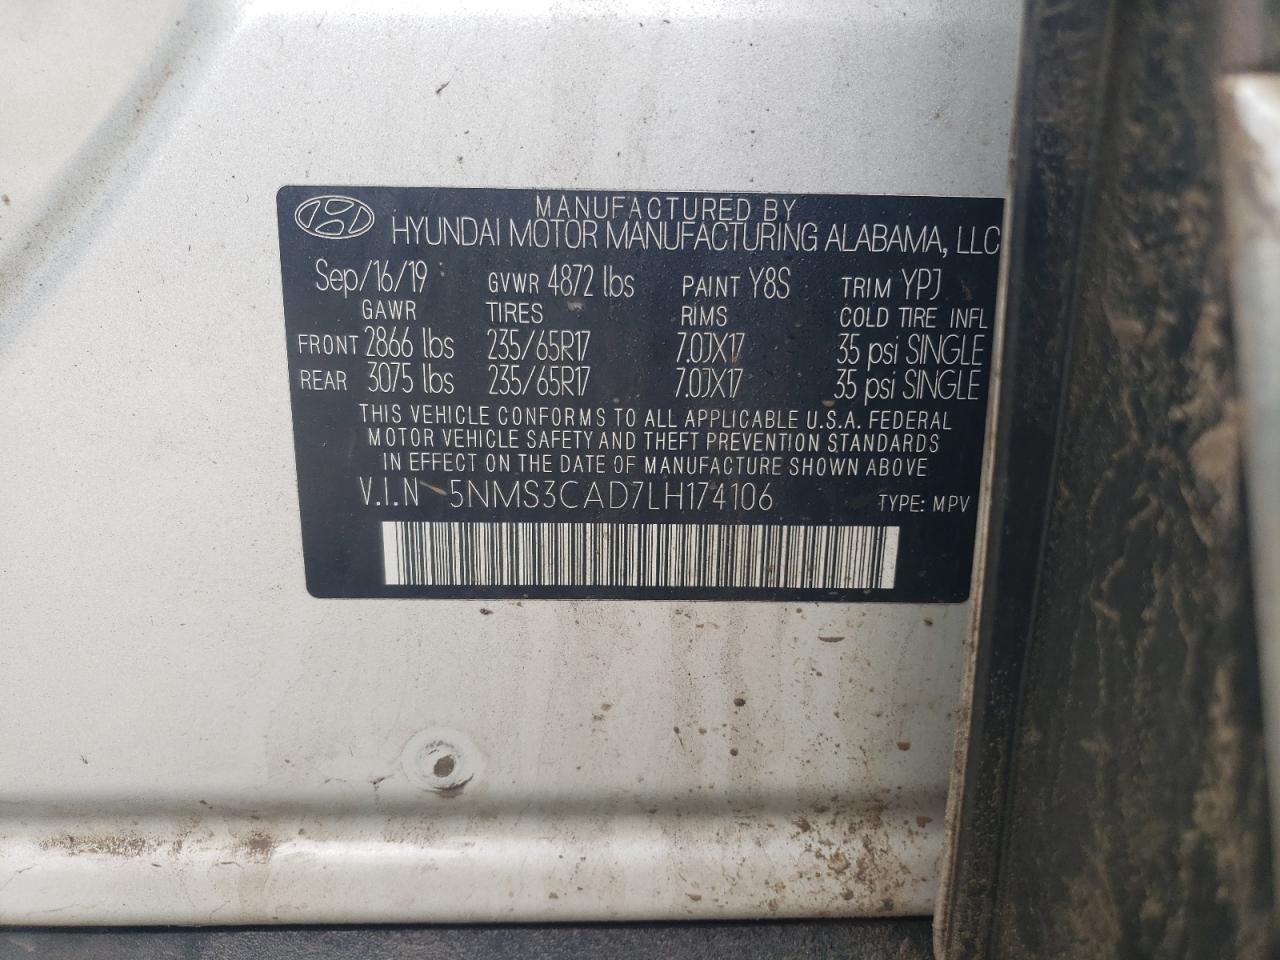 MANUFACTURED BY
HYUNDAI MOTOR MANUFACTURING ALABAMA, LLC
Sep/16/19 GVWR 4872 lbs PAINT Y8S TRIM YPJ
GAWR TIRES RIMS COLD TIRE INFL
FRONT 2866 lbs 235/65R17 7.0JX17 35 psi SINGLE
REAR 3075 lbs 235/65R17 7.0JX17 35 psi SINGLE
THIS VEHICLE CONFORMS TO ALL APPLICABLE U.S.A. FEDERAL
MOTOR VEHICLE SAFETY AND THEFT PREVENTION STANDARDS
IN EFFECT ON THE DATE OF MANUFACTURE SHOWN ABOVE
V.I.N 5NMS3CAD7LH174106 TYPE: MPV